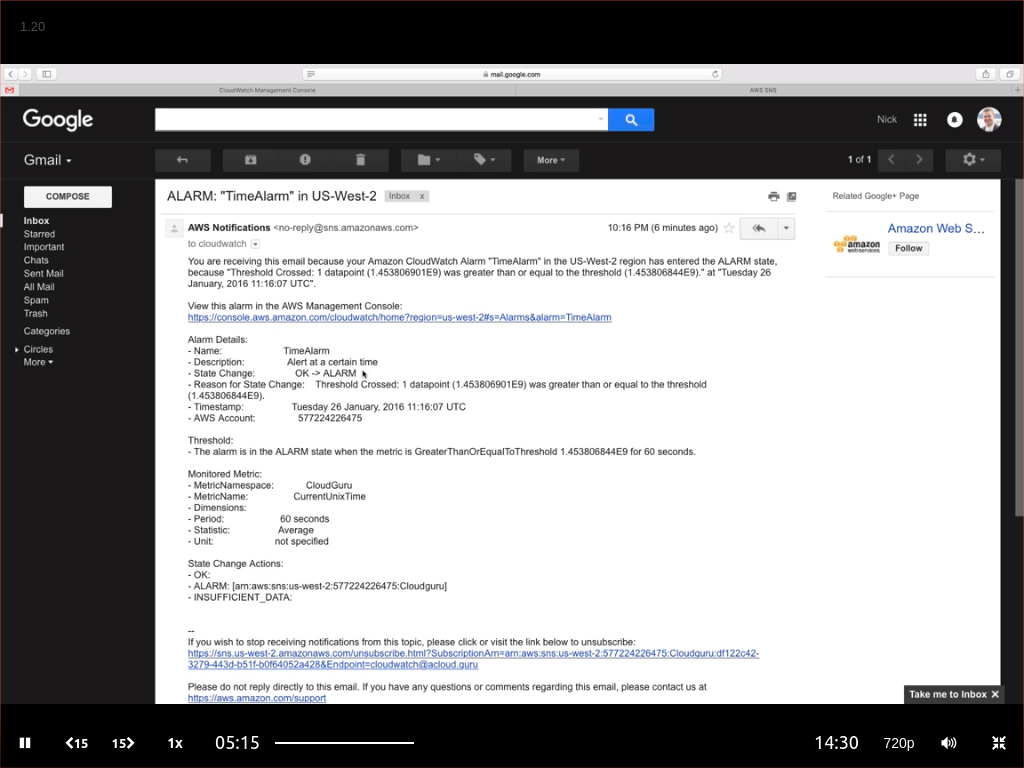 1.20
mail.google.com
CloudWatch Management Console AWS SNS
Google Nick
Gmail More 1 of 1
COMPOSE
Inbox
Starred
Important
Chats
Sent Mail
All Mail
Spam
Trash
Categories
Circles
More
ALARM: "TimeAlarm" in US-West-2 Inbox x
AWS Notifications <no-reply@sns.amazonaws.com> 10:16 PM (6 minutes ago)
to cloudwatch
You are receiving this email because your Amazon CloudWatch Alarm "TimeAlarm" in the US-West-2 region has entered the ALARM state,
because "Threshold Crossed: 1 datapoint (1.453806901E9) was greater than or equal to the threshold (1.453806844E9)." at "Tuesday 26
January, 2016 11:16:07 UTC".
View this alarm in the AWS Management Console:
https://console.aws.amazon.com/cloudwatch/home?region=us-west-2#s=Alarms&alarm=TimeAlarm
Alarm Details:
- Name: TimeAlarm
- Description: Alert at a certain time
- State Change: OK -> ALARM
- Reason for State Change: Threshold Crossed: 1 datapoint (1.453806901E9) was greater than or equal to the threshold
(1.453806844E9).
- Timestamp: Tuesday 26 January, 2016 11:16:07 UTC
- AWS Account: 577224226475
Threshold:
- The alarm is in the ALARM state when the metric is GreaterThanOrEqualToThreshold 1.453806844E9 for 60 seconds.
Monitored Metric:
- MetricNamespace: CloudGuru
- MetricName: CurrentUnixTime
- Dimensions:
- Period: 60 seconds
- Statistic: Average
- Unit: not specified
State Change Actions:
- OK:
- ALARM: [arn:aws:sns:us-west-2:577224226475:Cloudguru]
- INSUFFICIENT_DATA:
--
If you wish to stop receiving notifications from this topic, please click or visit the link below to unsubscribe:
https://sns.us-west-2.amazonaws.com/unsubscribe.html?SubscriptionArn=arn:aws:sns:us-west-2:577224226475:Cloudguru:df122c42-
3279-443d-b51f-b0f64052a428&Endpoint=cloudwatch@acloud.guru
Please do not reply directly to this email. If you have any questions or comments regarding this email, please contact us at
https://aws.amazon.com/support
Related Google+ Page
Amazon Web S...
amazon
webservices
Follow
Take me to Inbox ✕
15 15 1x 05:15 14:30 720p